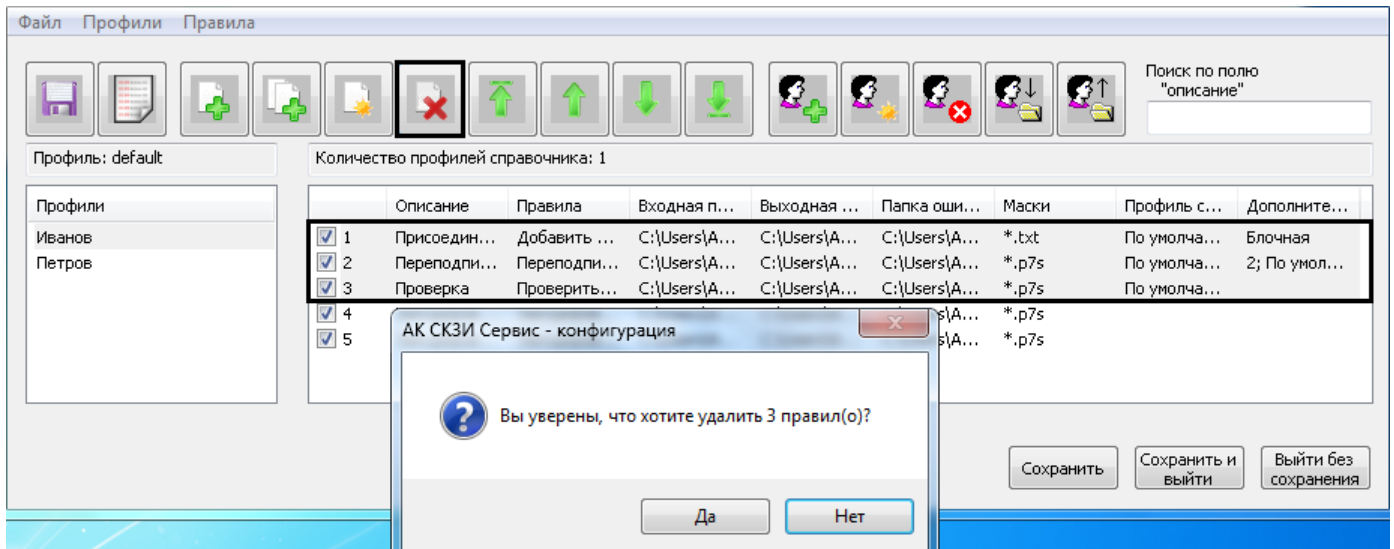 Файл Профили Правила
Поиск по полю
"описание"
Профиль: default
Количество профилей справочника: 1
Профили
Иванов
Петров
Описание Правила Входная п... Выходная ... Папка оши... Маски Профиль с... Дополните...
1 Присоедин... Добавить ... C:\Users\A... C:\Users\A... C:\Users\A... *.txt По умолча... Блочная
2 Переподпи... Переподпи... C:\Users\A... C:\Users\A... C:\Users\A... *.p7s По умолча... 2; По умол...
3 Проверка Проверить... C:\Users\A... C:\Users\A... C:\Users\A... *.p7s По умолча...
4 s\A... *.p7s
5 s\A... *.p7s
АК СКЗИ Сервис - конфигурация
Вы уверены, что хотите удалить 3 правил(о)?
Да Нет
Сохранить
Сохранить и
выйти
Выйти без
сохранения